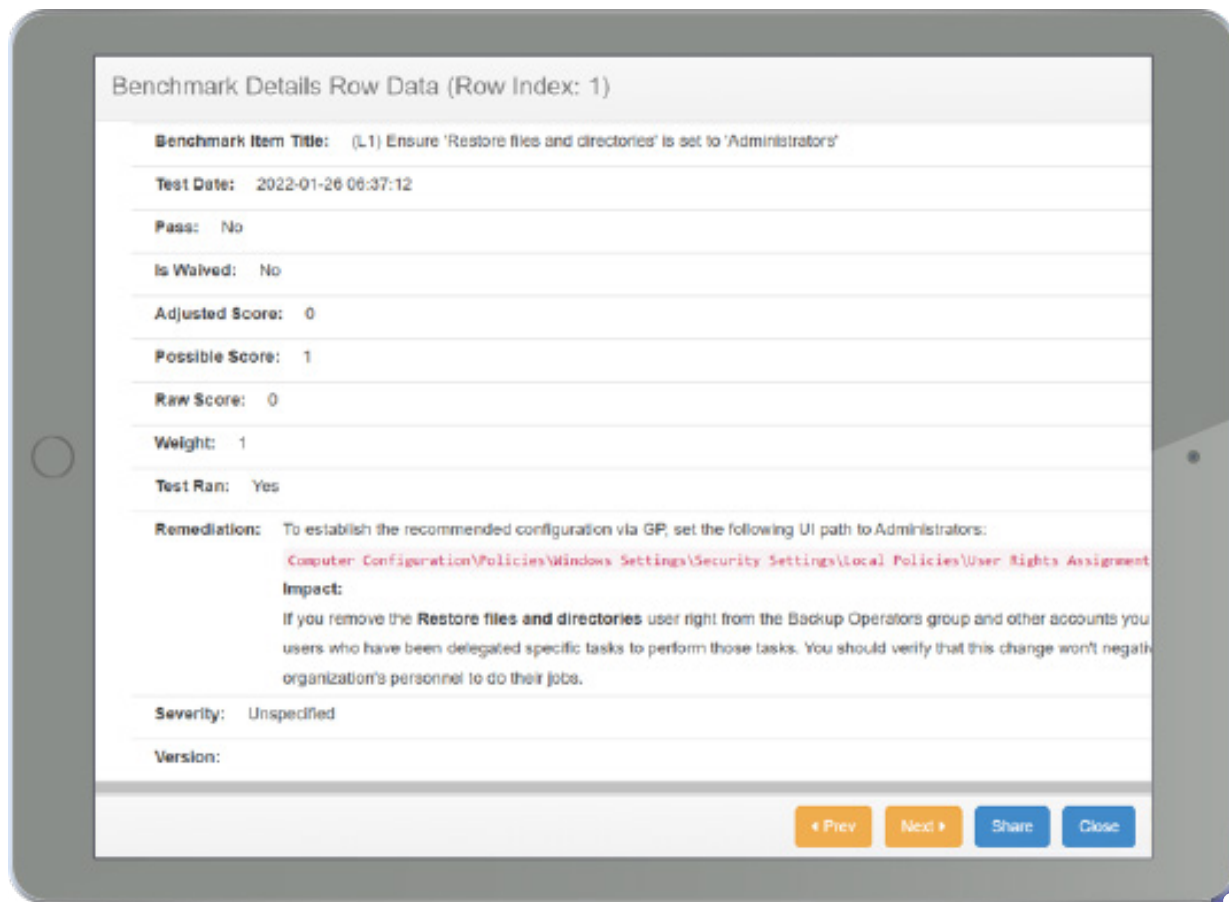 Benchmark Details Row Data (Row Index: 1)
Benchmark Item Title: (L1) Ensure 'Restore files and directories' is set to 'Administrators'
Test Date: 2022-01-26 06:37:12
Pass: No
Is Waived: No
Adjusted Score: 0
Possible Score: 1
Raw Score: 0
Weight: 1
Test Ran: Yes
Remediation: To establish the recommended configuration via GP, set the following UI path to Administrators:
Computer Configuration\Policies\Windows Settings\Security Settings\Local Policies\User Rights Assignment
Impact:
If you remove the Restore files and directories user right from the Backup Operators group and other accounts you
users who have been delegated specific tasks to perform those tasks. You should verify that this change won't negativ
organization's personnel to do their jobs.
Severity: Unspecified
Version:
Prev Next Share Close